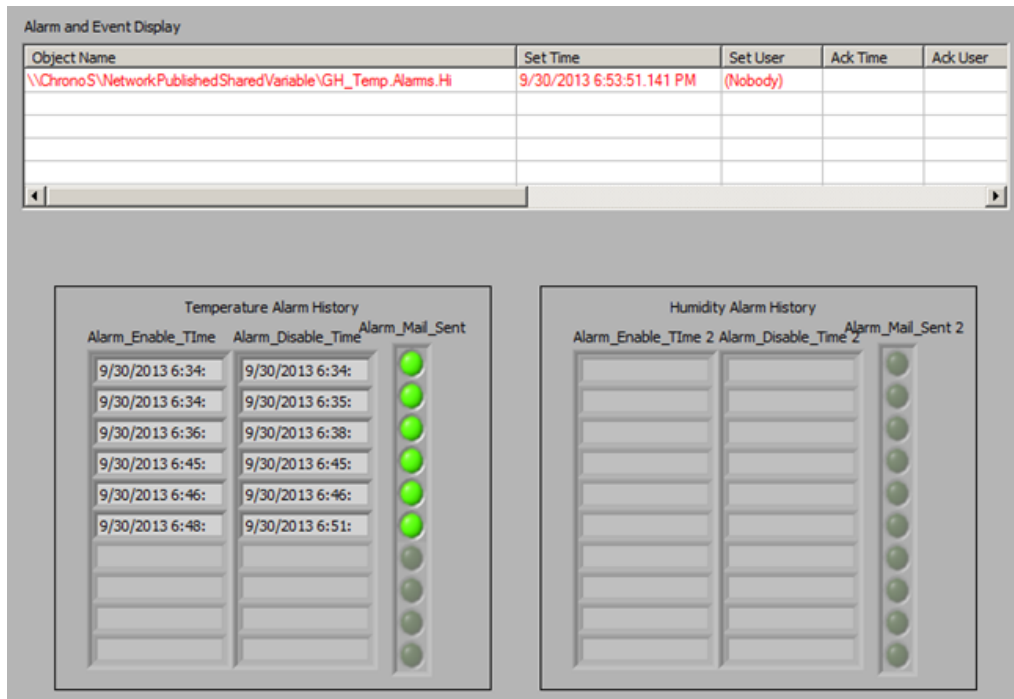 Alarm and Event Display
Object Name Set Time Set User Ack Time Ack User
\\ChronoS\NetworkPublishedSharedVariable\GH_Temp.Alarms.Hi 9/30/2013 6:53:51.141 PM (Nobody)
Temperature Alarm History
Alarm_Enable_TIme Alarm_Disable_Time Alarm_Mail_Sent
9/30/2013 6:34: 9/30/2013 6:34:
9/30/2013 6:34: 9/30/2013 6:35:
9/30/2013 6:36: 9/30/2013 6:38:
9/30/2013 6:45: 9/30/2013 6:45:
9/30/2013 6:46: 9/30/2013 6:46:
9/30/2013 6:48: 9/30/2013 6:51:
Humidity Alarm History
Alarm_Enable_TIme 2 Alarm_Disable_Time 2 Alarm_Mail_Sent 2